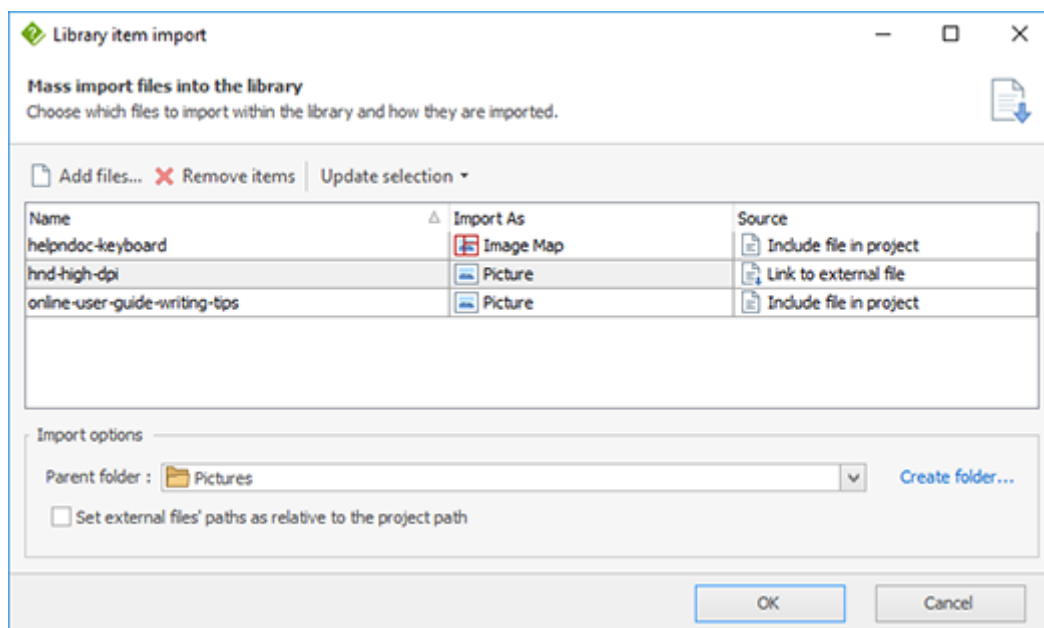 Library item import
Mass import files into the library
Choose which files to import within the library and how they are imported.
Add files... Remove items Update selection
Name Import As Source
helpndoc-keyboard Image Map Include file in project
hnd-high-dpi Picture Link to external file
online-user-guide-writing-tips Picture Include file in project
Import options
Parent folder : Pictures Create folder...
Set external files' paths as relative to the project path
OK Cancel